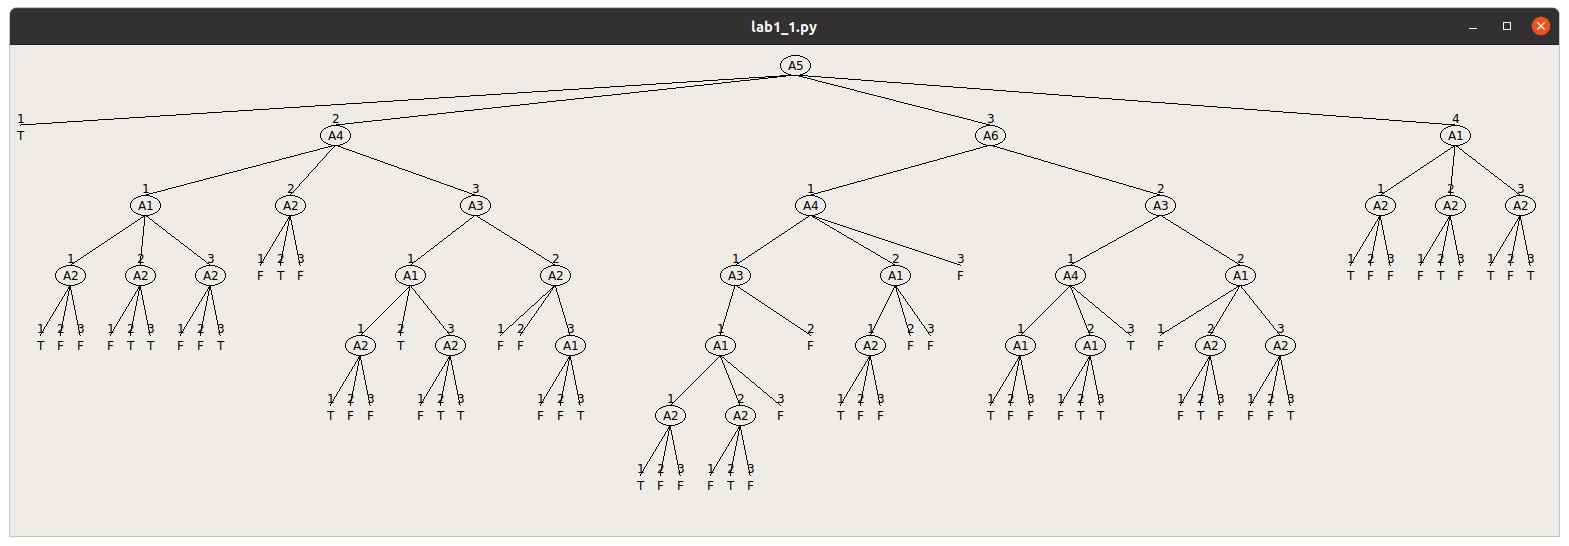 lab1_1.py
A5
1 2 3 4
T A4 A6 A1
1 2 3 1 2 1 2 3
A1 A2 A3 A4 A3 A2 A2 A2
1 2 3 1 2 3 1 2 1 2 3 1 2 1 2 3 1 2 3 1 2 3
A2 A2 A2 F T F A1 A2 A3 A1 F A4 A1 T F F F T F T F T
1 2 3 1 2 3 1 2 3 1 2 3 1 2 3 1 2 1 2 3 1 2 3 1 2 3
T F F F T T F F T A2 T A2 F F A1 A1 F A2 F F A1 A1 T F A2 A2
1 2 3 1 2 3 1 2 3 1 2 3 1 2 3 1 2 3 1 2 3 1 2 3 1 2 3
T F F F T T F F T A2 A2 F T F F T F F F T T F T F F F T
1 2 3 1 2 3
T F F F T F